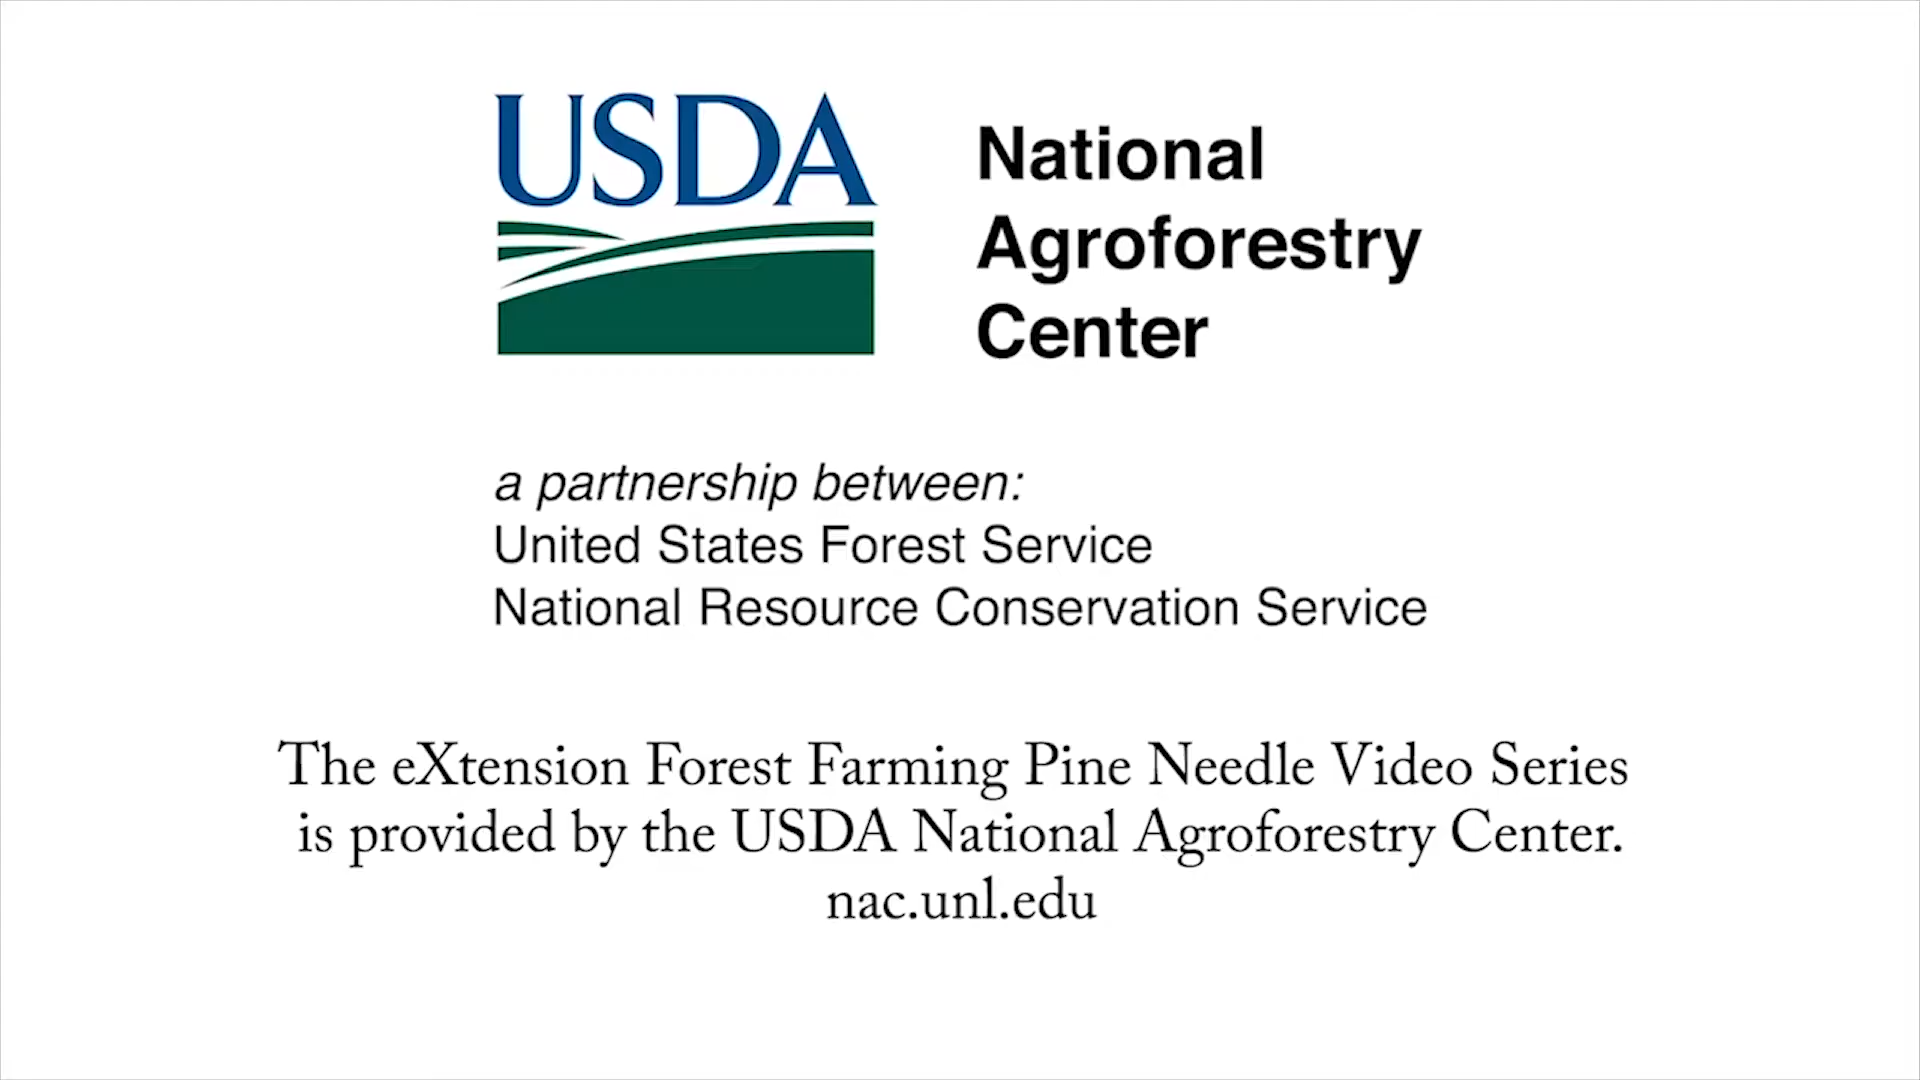 USDA
National
Agroforestry
Center
a partnership between:
United States Forest Service
National Resource Conservation Service
The eXtension Forest Farming Pine Needle Video Series
is provided by the USDA National Agroforestry Center.
nac.unl.edu